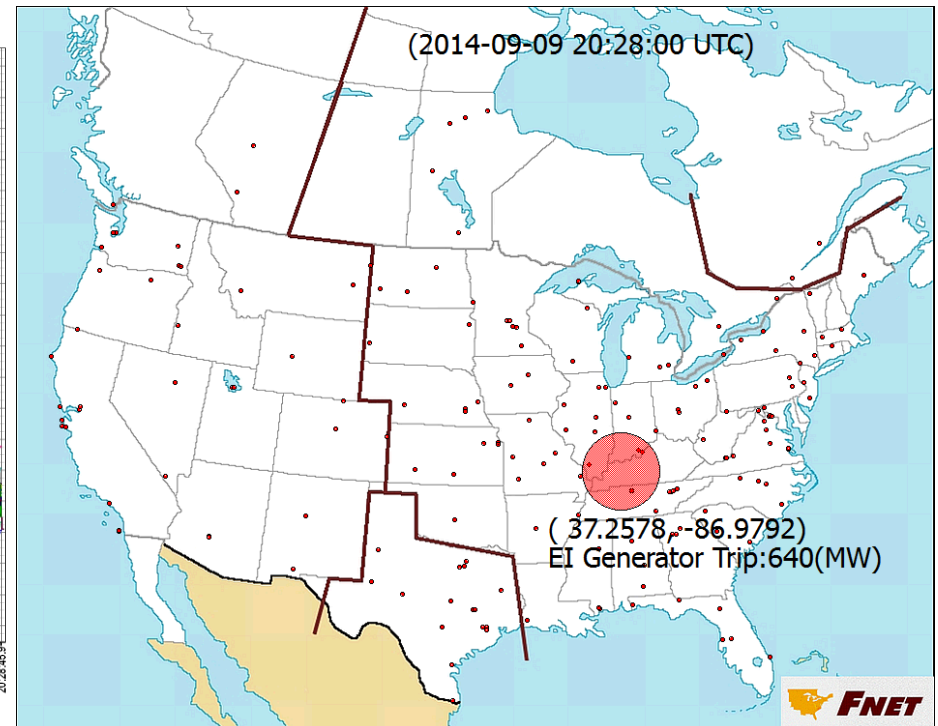 (2014-09-09 20:28:00 UTC)
( 37.2578, -86.9792)
EI Generator Trip:640(MW)
FNET